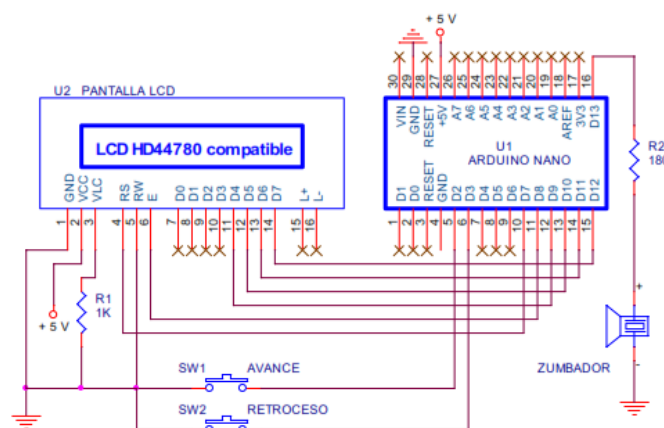 + 5 V
30 29 28 27 26 25 24 23 22 21 20 19 18 17 16
VIN GND RESET +5V A7 A6 A5 A4 A3 A2 A1 A0 AREF 3V3 D13
U2 PANTALLA LCD
LCD HD44780 compatible
U1
ARDUINO NANO
R2
GND VCC VLC RS RW E D0 D1 D2 D3 D4 D5 D6 D7 L+ L-
D1 D0 RESET GND D2 D3 D4 D5 D6 D7 D8 D9 D10 D11 D12
1 2 3 4 5 6 7 8 9 10 11 12 13 14 15 16
1 2 3 4 5 6 7 8 9 10 11 12 13 14 15
R1
1K
+ 5 V
+
ZUMBADOR
-
SW1 AVANCE
SW2 RETROCESO